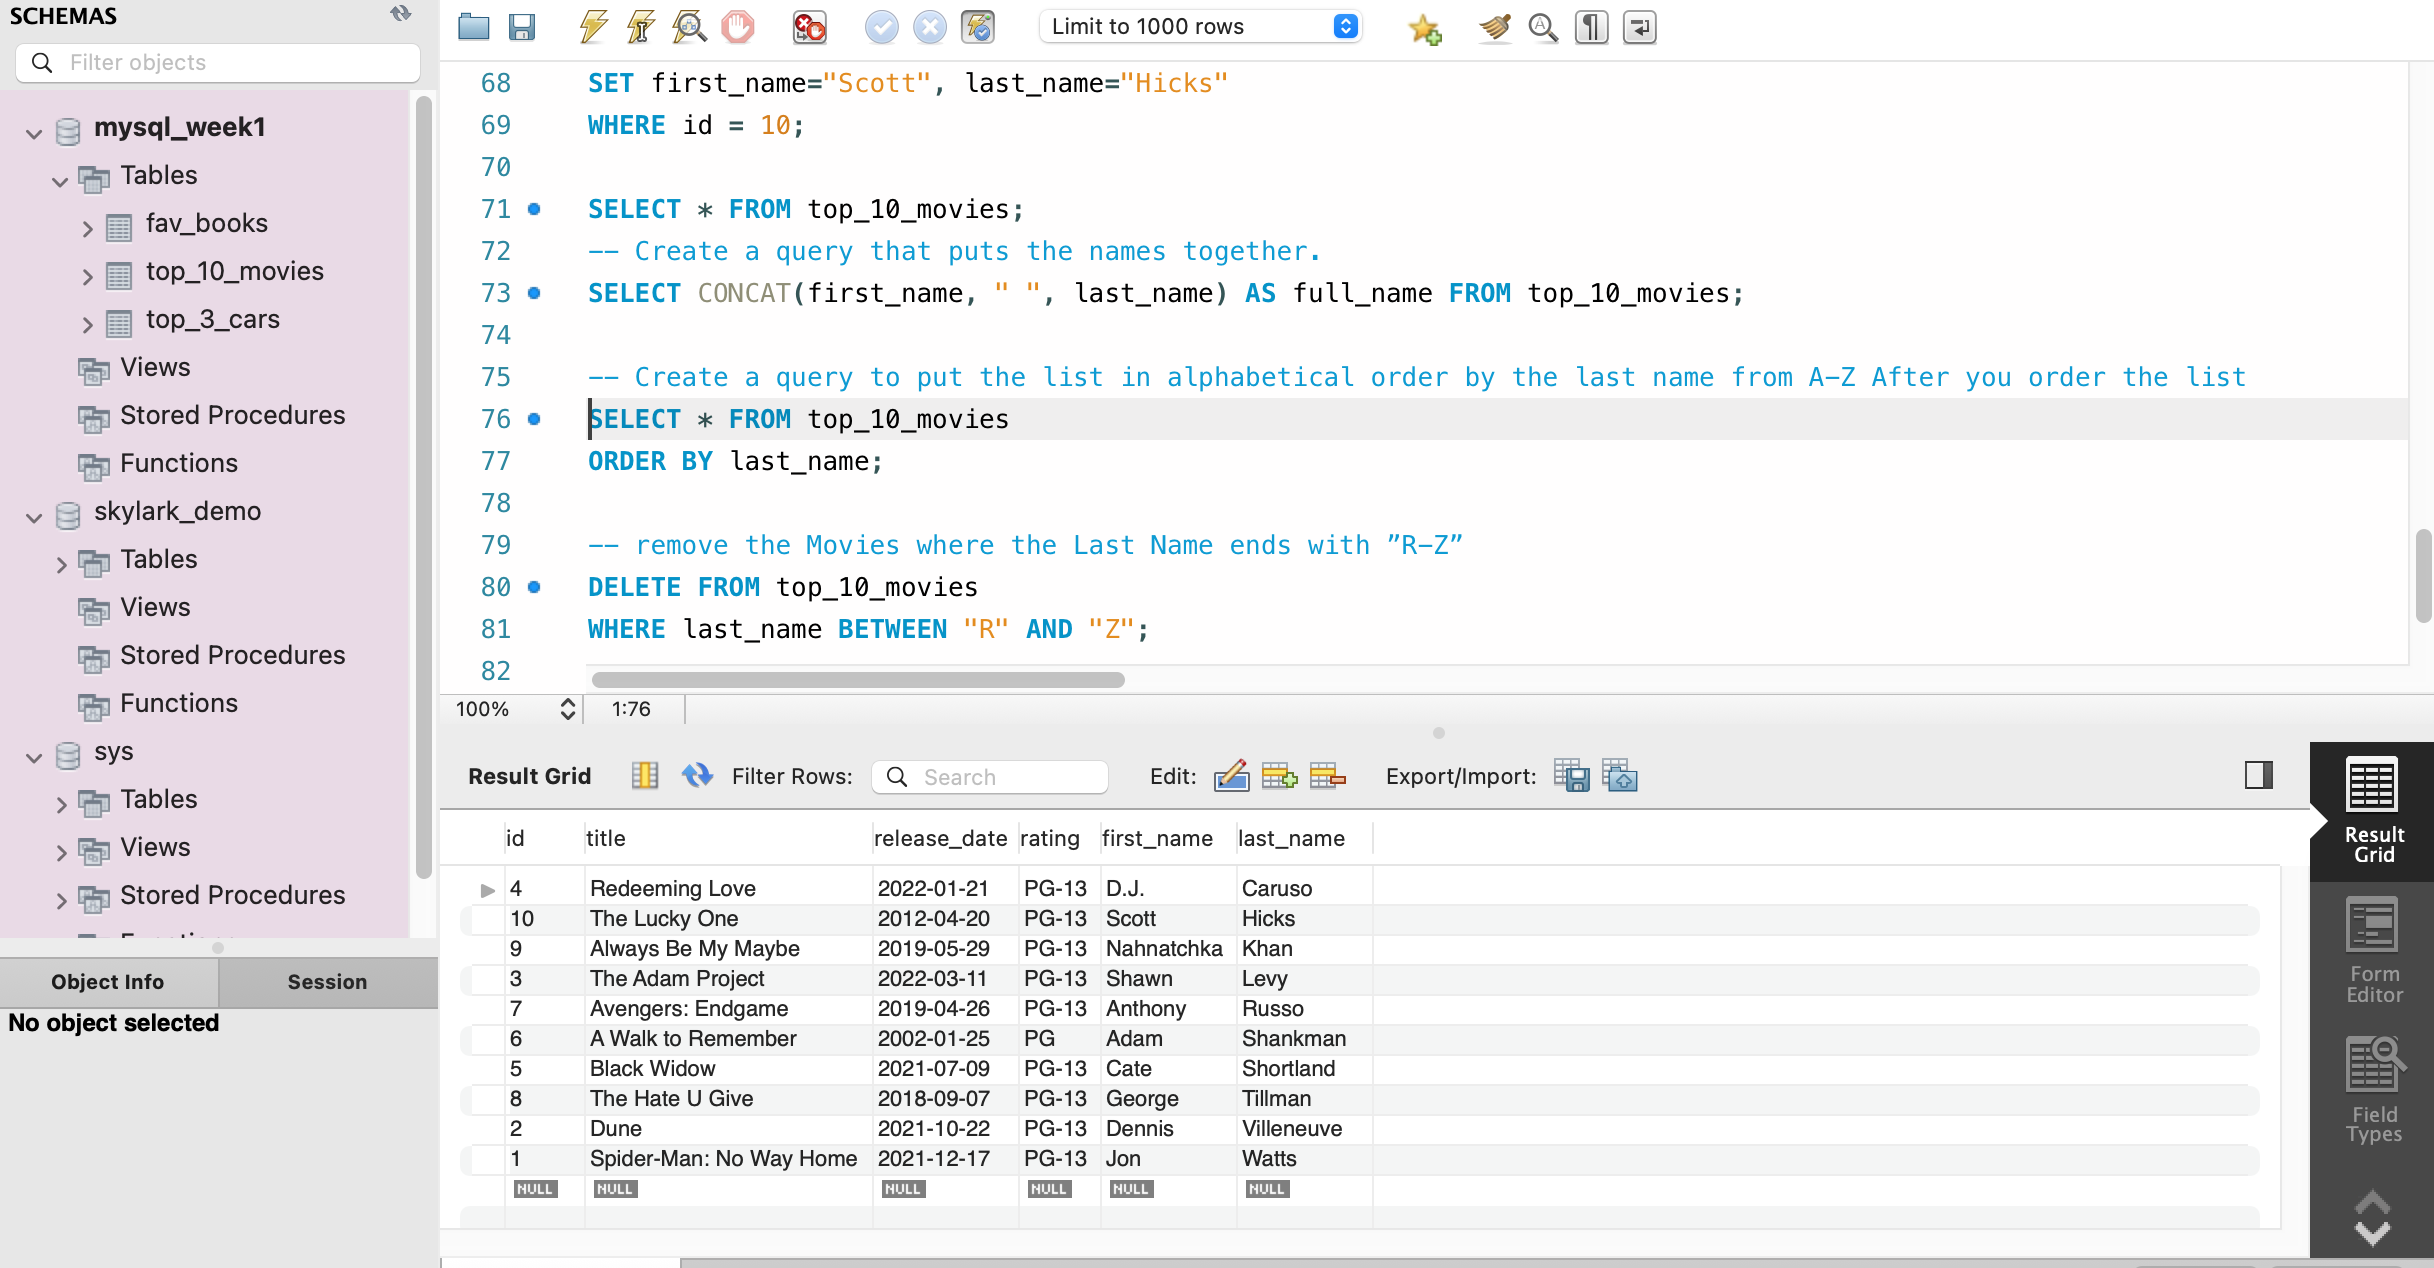 SCHEMAS
Filter objects
mysql_week1
Tables
fav_books
top_10_movies
top_3_cars
Views
Stored Procedures
Functions
skylark_demo
Tables
Views
Stored Procedures
Functions
sys
Tables
Views
Stored Procedures
Object Info Session
No object selected
Limit to 1000 rows
68 SET first_name="Scott", last_name="Hicks"
69 WHERE id = 10;
70
71 SELECT * FROM top_10_movies;
72 -- Create a query that puts the names together.
73 SELECT CONCAT(first_name, " ", last_name) AS full_name FROM top_10_movies;
74
75 -- Create a query to put the list in alphabetical order by the last name from A-Z After you order the list
76 SELECT * FROM top_10_movies
77 ORDER BY last_name;
78
79 -- remove the Movies where the Last Name ends with ”R-Z”
80 DELETE FROM top_10_movies
81 WHERE last_name BETWEEN "R" AND "Z";
82
100% 1:76
Result Grid Filter Rows: Search Edit: Export/Import:
id title release_date rating first_name last_name
4 Redeeming Love 2022-01-21 PG-13 D.J. Caruso
10 The Lucky One 2012-04-20 PG-13 Scott Hicks
9 Always Be My Maybe 2019-05-29 PG-13 Nahnatchka Khan
3 The Adam Project 2022-03-11 PG-13 Shawn Levy
7 Avengers: Endgame 2019-04-26 PG-13 Anthony Russo
6 A Walk to Remember 2002-01-25 PG Adam Shankman
5 Black Widow 2021-07-09 PG-13 Cate Shortland
8 The Hate U Give 2018-09-07 PG-13 George Tillman
2 Dune 2021-10-22 PG-13 Dennis Villeneuve
1 Spider-Man: No Way Home 2021-12-17 PG-13 Jon Watts
NULL NULL NULL NULL NULL NULL
Result
Grid
Form
Editor
Field
Types